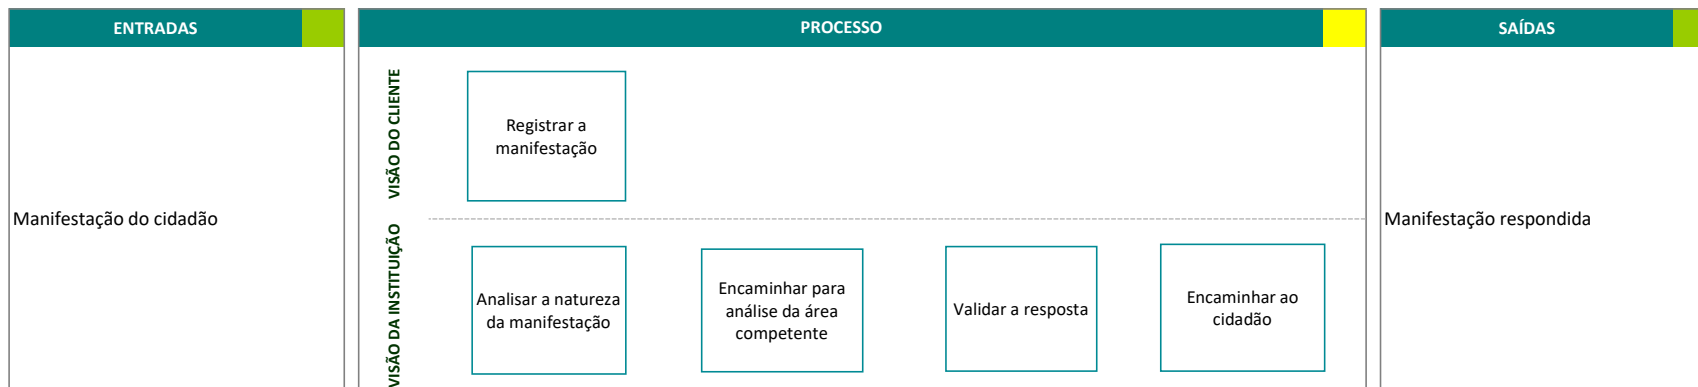 ENTRADAS
PROCESSO
SAÍDAS
Manifestação do cidadão
VISÃO DO CLIENTE
Registrar a
manifestação
VISÃO DA INSTITUIÇÃO
Analisar a natureza
da manifestação
Encaminhar para
análise da área
competente
Validar a resposta
Encaminhar ao
cidadão
Manifestação respondida